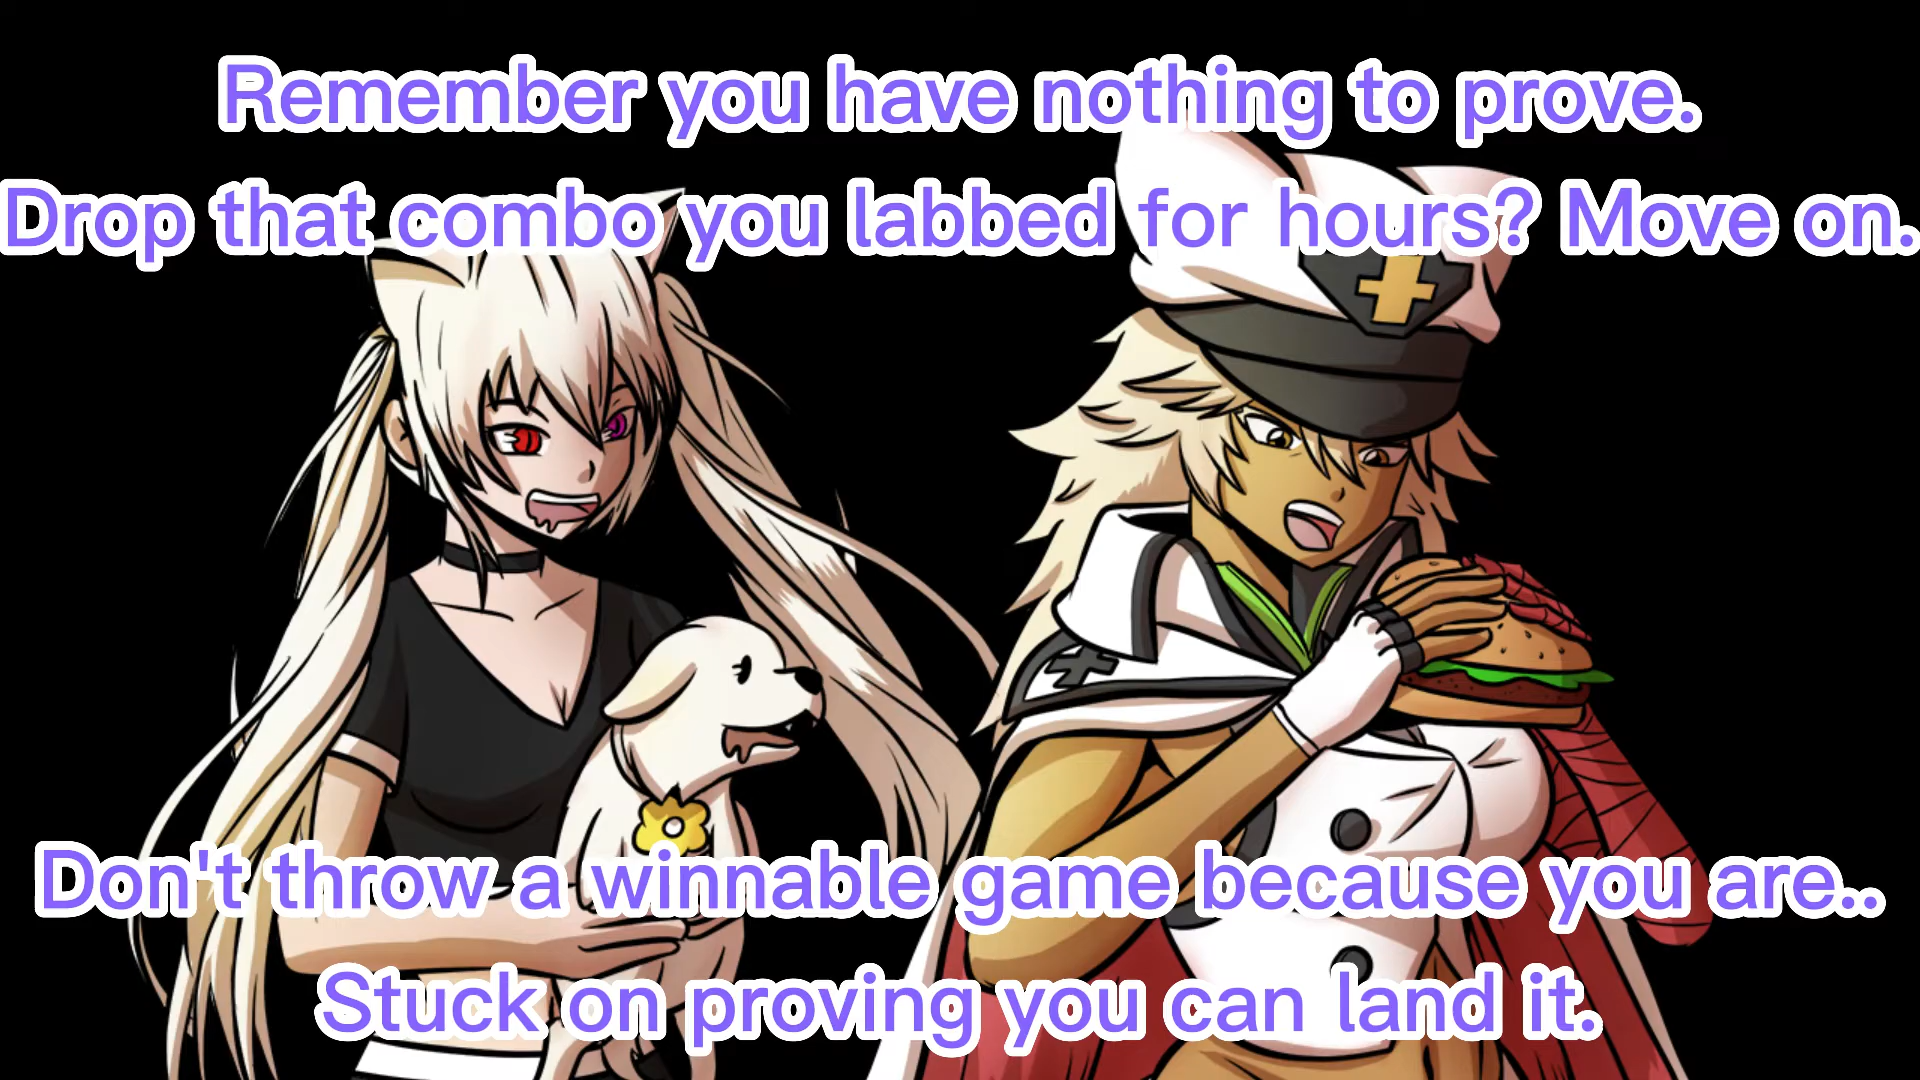 Remember you have nothing to prove.
Drop that combo you labbed for hours? Move on.
Don't throw a winnable game because you are..
Stuck on proving you can land it.